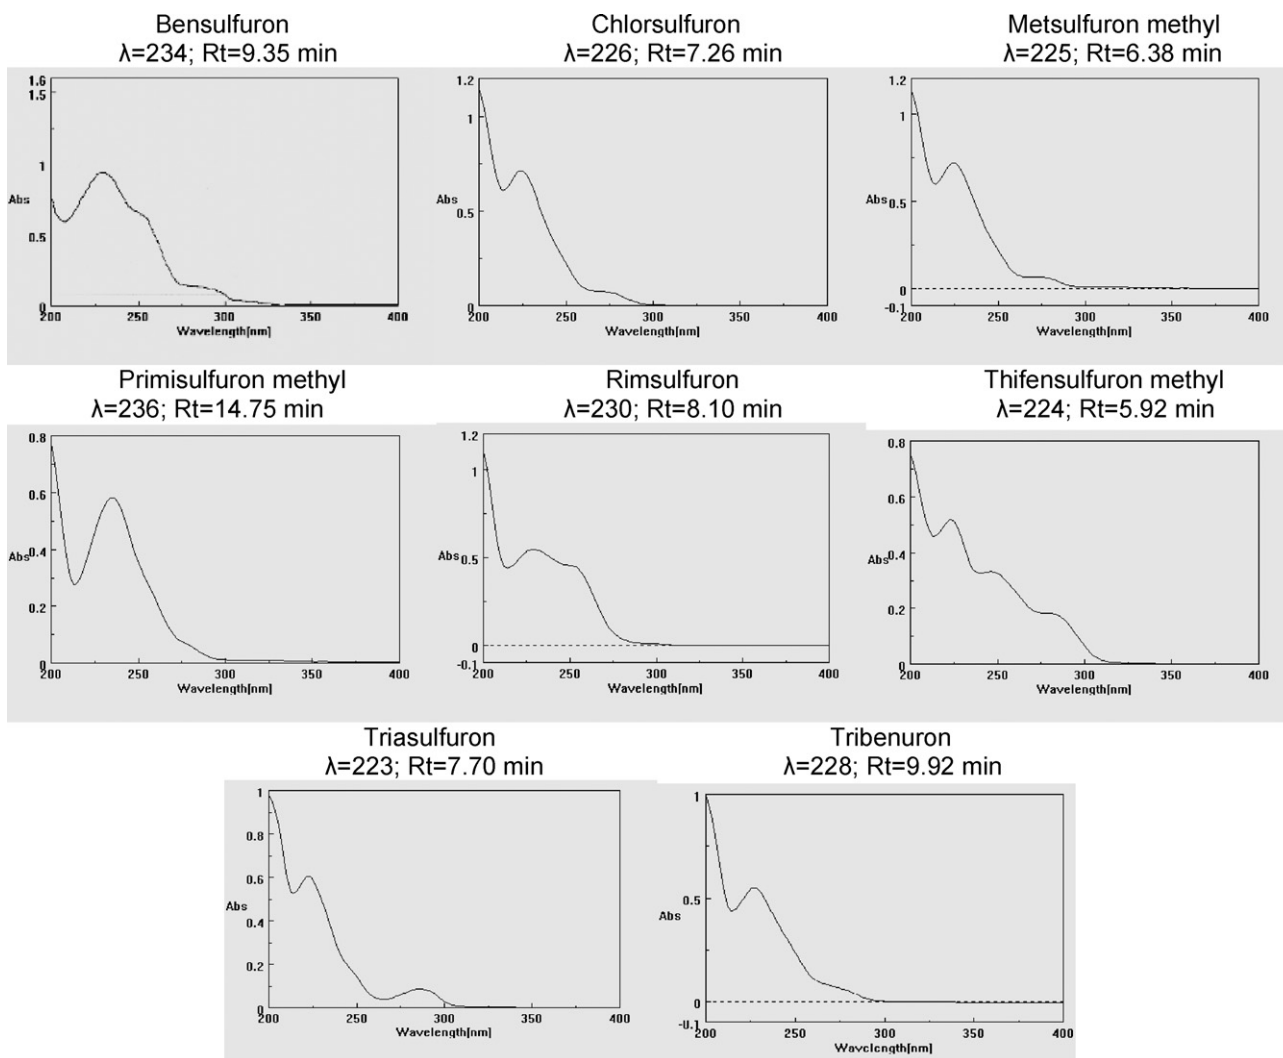 Bensulfuron
λ=234; Rt=9.35 min
1.6
1.5
1
Abs
0.5
0
200
250
300
350
400
Wavelength[nm]
Chlorsulfuron
λ=226; Rt=7.26 min
1.2
1
Abs
0.5
0
200
250
300
350
400
Wavelength[nm]
Metsulfuron methyl
λ=225; Rt=6.38 min
1.2
1
Abs
0.5
0
-0.1
200
250
300
350
400
Wavelength[nm]
Primisulfuron methyl
λ=236; Rt=14.75 min
0.8
0.6
Abs
0.4
0.2
0
200
250
300
350
400
Wavelength[nm]
Rimsulfuron
λ=230; Rt=8.10 min
1.2
1
Abs
0.5
0
-0.1
200
250
300
350
400
Wavelength[nm]
Thifensulfuron methyl
λ=224; Rt=5.92 min
0.8
0.6
Abs
0.4
0.2
0
200
250
300
350
400
Wavelength[nm]
Triasulfuron
λ=223; Rt=7.70 min
1
0.8
0.6
Abs
0.4
0.2
0
200
250
300
350
400
Wavelength[nm]
Tribenuron
λ=228; Rt=9.92 min
1
0.5
Abs
0
-0.1
200
250
300
350
400
Wavelength[nm]